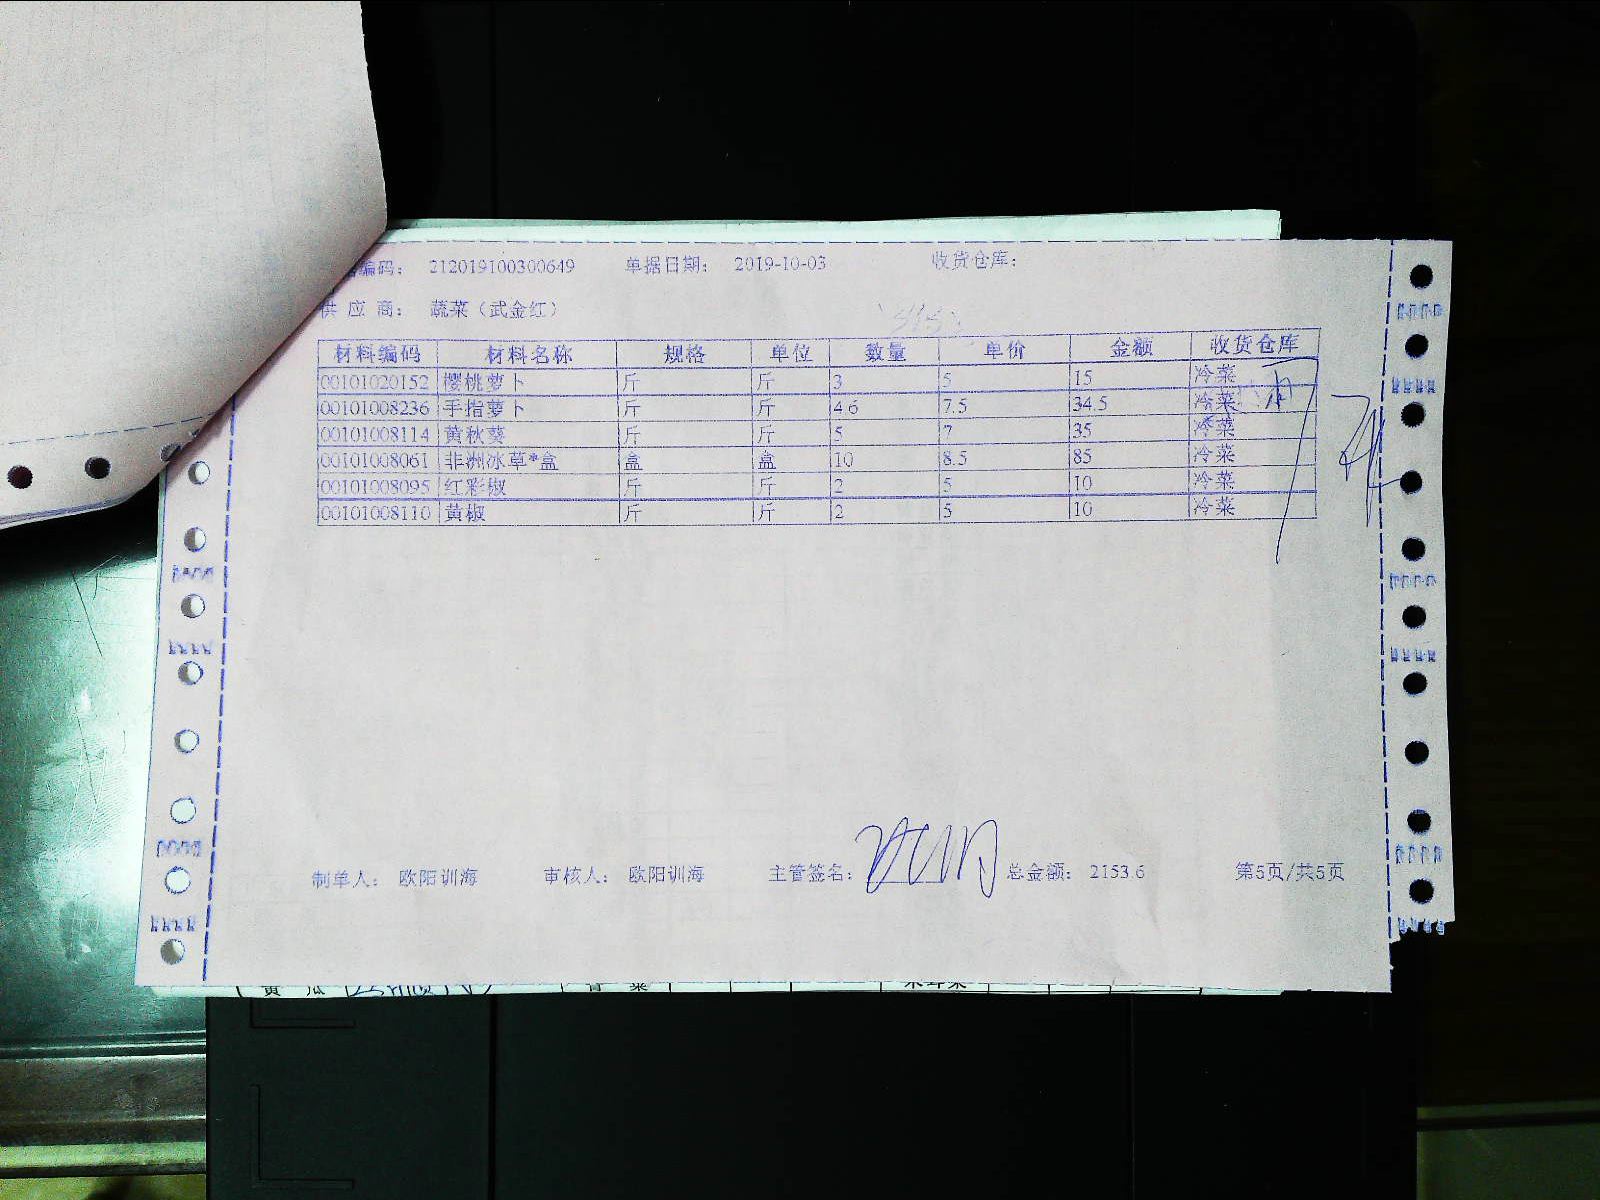 编码： 212019100300649 单据日期： 2019-10-03 收货仓库：
供 应 商： 蔬菜（武金红）
材料编码 材料名称 规格 单位 数量 单价 金额 收货仓库
00101020152 樱桃萝卜 斤 斤 3 5 15 冷菜
00101008236 手指萝卜 斤 斤 4.6 7.5 34.5 冷菜
00101008114 黄秋葵 斤 斤 5 7 35 冷菜
00101008061 非洲冰草*盒 盒 盒 10 8.5 85 冷菜
00101008095 红彩椒 斤 斤 2 5 10 冷菜
00101008110 黄椒 斤 斤 2 5 10 冷菜
制单人： 欧阳训海 审核人： 欧阳训海 主管签名： 总金额： 2153.6 第5页/共5页